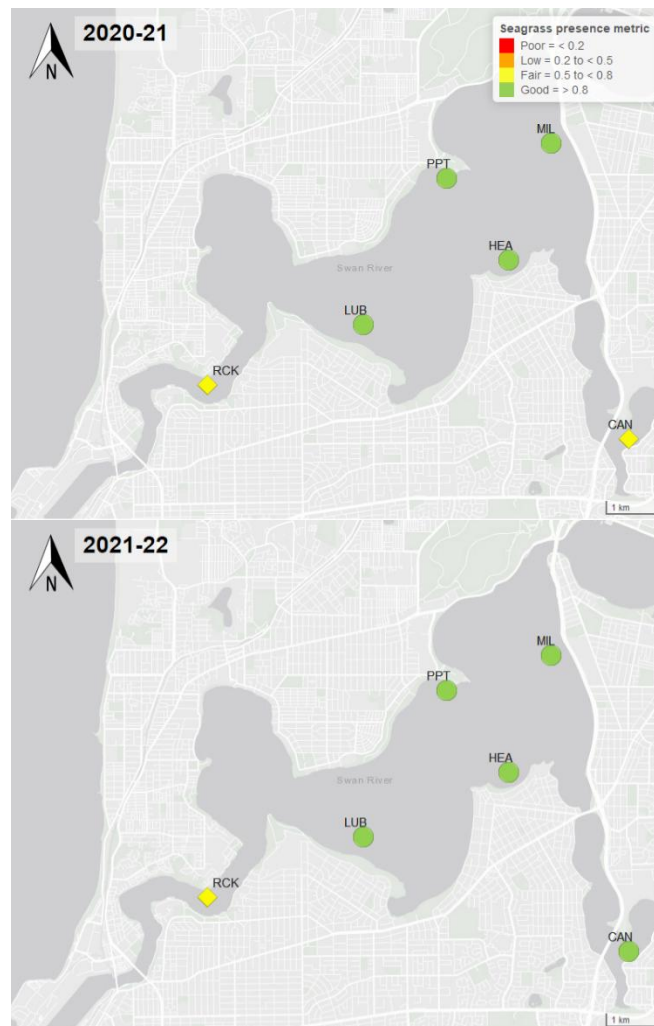 2020-21
Seagrass presence metric
Poor = < 0.2
Low = 0.2 to < 0.5
Fair = 0.5 to < 0.8
Good = > 0.8
N
MIL
PPT
HEA
Swan River
LUB
RCK
CAN
1 km
2021-22
N
MIL
PPT
HEA
Swan River
LUB
RCK
CAN
1 km